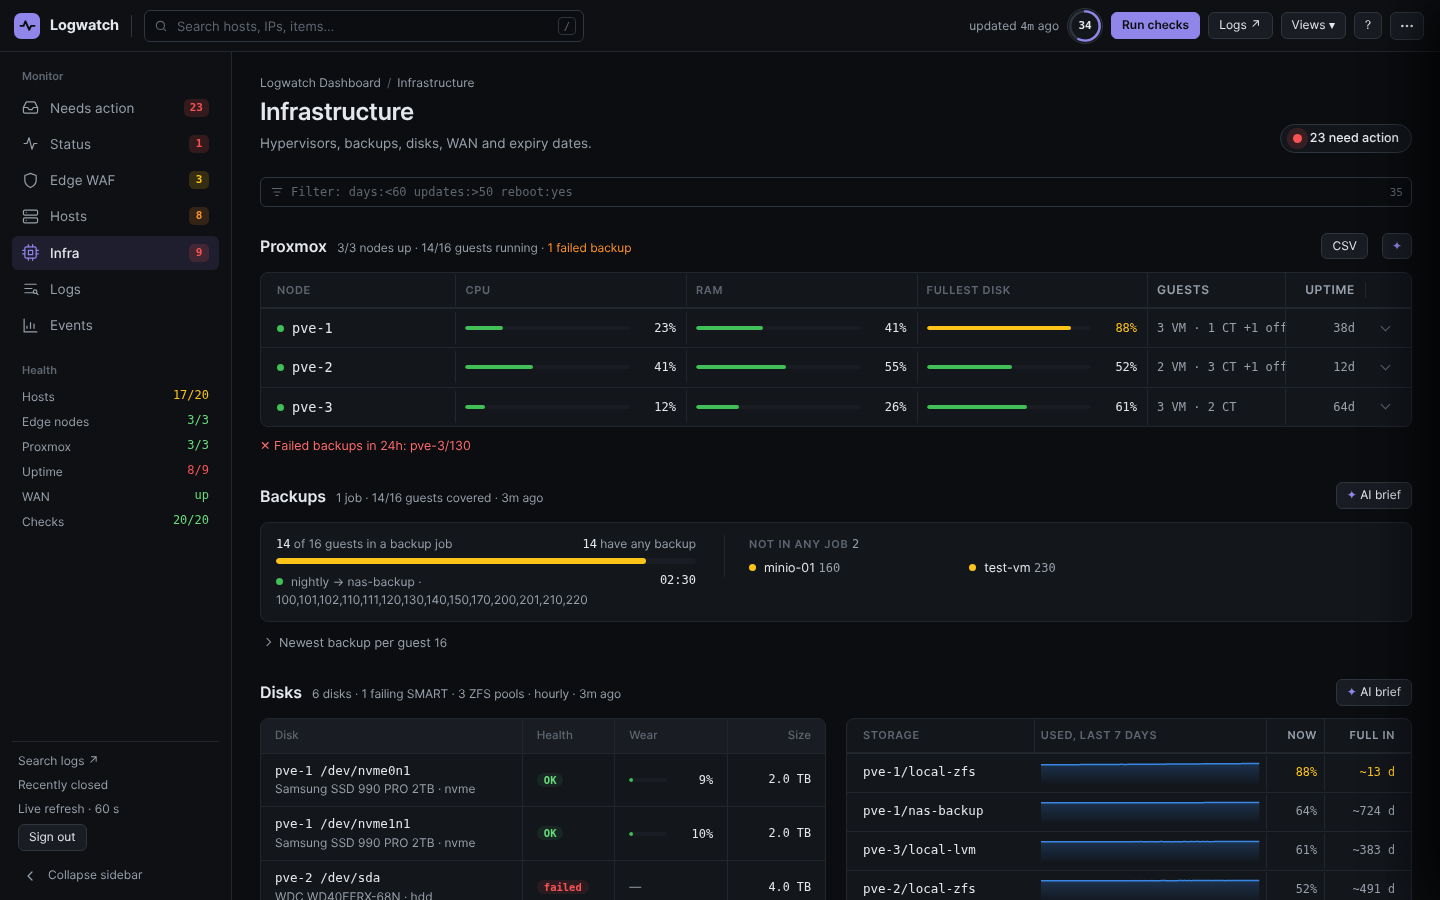 Logwatch
Search hosts, IPs, items... /
updated 4m ago
34
Run checks
Logs ↗
Views ▾
?
···
Monitor
Needs action 23
Status 1
Edge WAF 3
Hosts 8
Infra 9
Logs
Events
Health
Hosts 17/20
Edge nodes 3/3
Proxmox 3/3
Uptime 8/9
WAN up
Checks 20/20
Search logs ↗
Recently closed
Live refresh · 60 s
Sign out
Collapse sidebar
Logwatch Dashboard / Infrastructure
Infrastructure
Hypervisors, backups, disks, WAN and expiry dates.
23 need action
Filter: days:<60 updates:>50 reboot:yes 35
Proxmox 3/3 nodes up · 14/16 guests running · 1 failed backup
CSV
NODE CPU RAM FULLEST DISK GUESTS UPTIME
pve-1 23% 41% 88% 3 VM · 1 CT +1 off 38d
pve-2 41% 55% 52% 2 VM · 3 CT +1 off 12d
pve-3 12% 26% 61% 3 VM · 2 CT 64d
✕ Failed backups in 24h: pve-3/130
Backups 1 job · 14/16 guests covered · 3m ago
AI brief
14 of 16 guests in a backup job 14 have any backup
nightly → nas-backup · 02:30
100,101,102,110,111,120,130,140,150,170,200,201,210,220
NOT IN ANY JOB 2
minio-01 160 test-vm 230
Newest backup per guest 16
Disks 6 disks · 1 failing SMART · 3 ZFS pools · hourly · 3m ago
AI brief
Disk Health Wear Size
pve-1 /dev/nvme0n1 OK 9% 2.0 TB
Samsung SSD 990 PRO 2TB · nvme
pve-1 /dev/nvme1n1 OK 10% 2.0 TB
Samsung SSD 990 PRO 2TB · nvme
pve-2 /dev/sda failed — 4.0 TB
WDC WD40EFRX-68N · hdd
STORAGE USED, LAST 7 DAYS NOW FULL IN
pve-1/local-zfs 88% ~13 d
pve-1/nas-backup 64% ~724 d
pve-3/local-lvm 61% ~383 d
pve-2/local-zfs 52% ~491 d